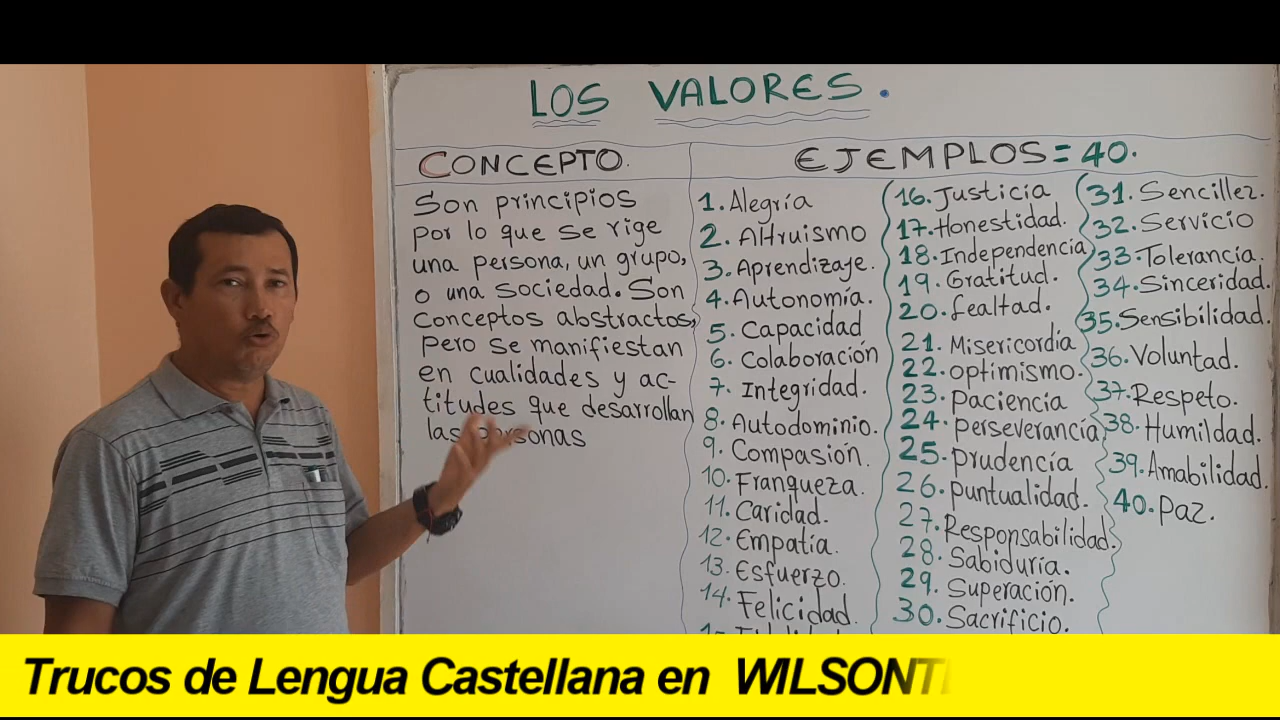 LOS VALORES.
CONCEPTO.
Son principios
por lo que se rige
una persona, un grupo,
o una sociedad. Son
conceptos abstractos,
pero se manifiestan
en cualidades y ac-
titudes que desarrollan
las personas
EJEMPLOS = 40.
1. Alegría
2. Altruismo
3. Aprendizaje.
4. Autonomía.
5. Capacidad
6. Colaboración
7. Integridad.
8. Autodominio.
9. Compasión.
10. Franqueza.
11. Caridad.
12. Empatía.
13. Esfuerzo.
14. Felicidad.
16. Justicia
17. Honestidad.
18. Independencia
19. Gratitud.
20. Lealtad.
21. Misericordia
22. optimismo.
23. paciencia
24. perseverancia
25. prudencia
26. puntualidad.
27. Responsabilidad.
28. Sabiduría.
29. Superación.
30. Sacrificio.
31. Sencillez.
32. Servicio
33. Tolerancia.
34. Sinceridad.
35. Sensibilidad.
36. Voluntad.
37. Respeto.
38. Humildad.
39. Amabilidad.
40. Paz.
Trucos de Lengua Castellana en WILSONT